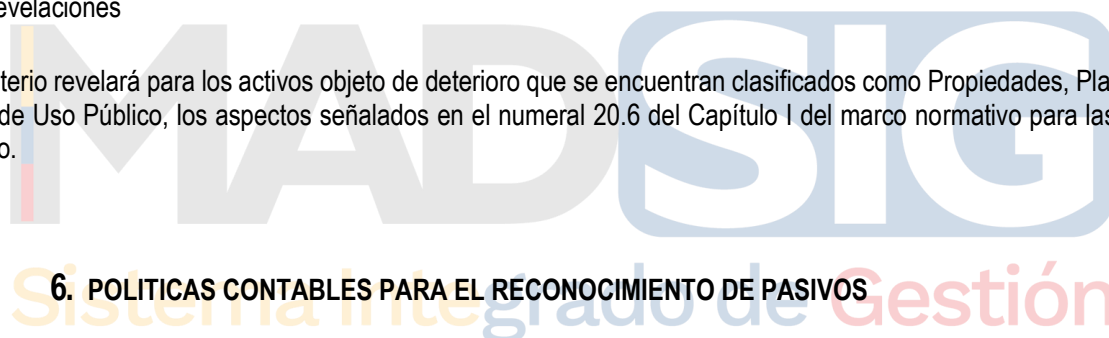 evelaciones
terio revelará para los activos objeto de deterioro que se encuentran clasificados como Propiedades, Pla
de Uso Público, los aspectos señalados en el numeral 20.6 del Capítulo I del marco normativo para las
o.
MADSIG
6. POLITICAS CONTABLES PARA EL RECONOCIMIENTO DE PASIVOS
Sistema Integrado de Gestión